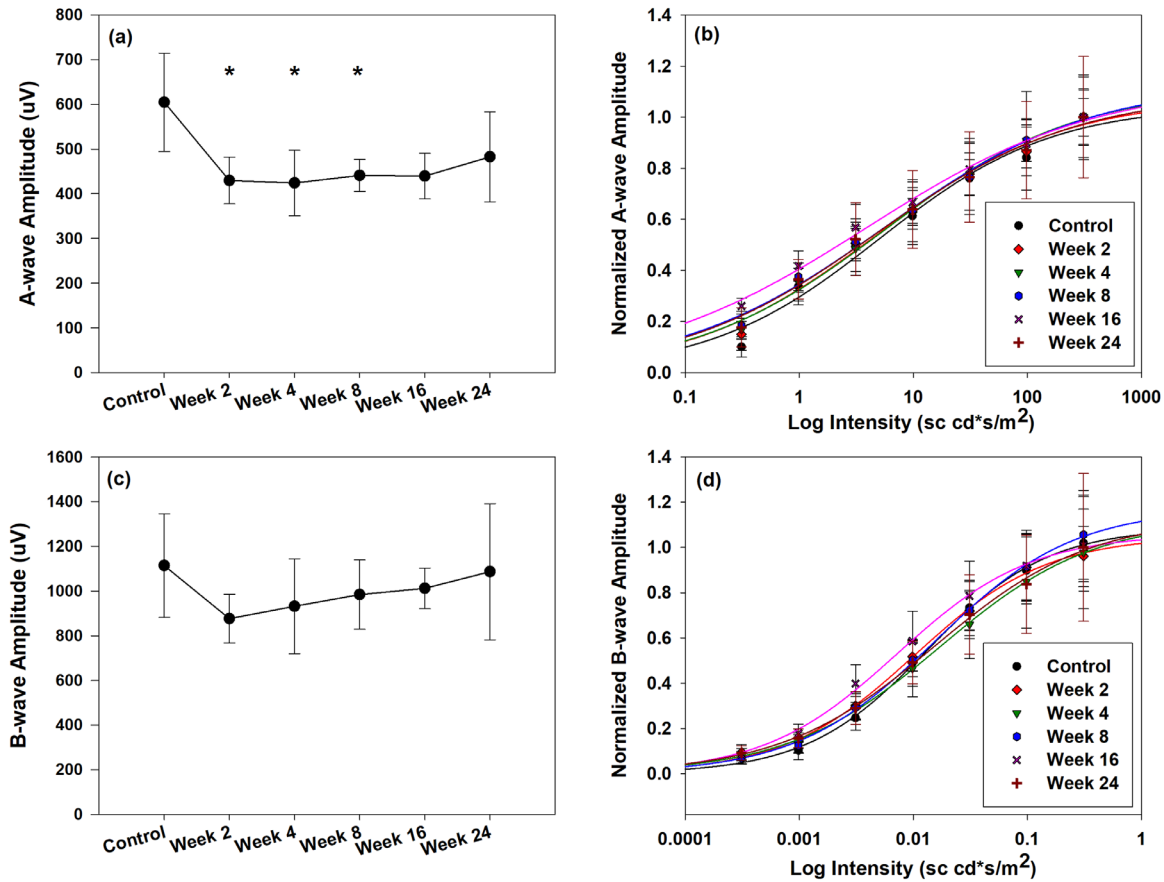 (a)
A-wave Amplitude (uV)
800
700
600
500
400
300
200
100
0
* * *
Control Week 2 Week 4 Week 8 Week 16 Week 24
(b)
Normalized A-wave Amplitude
1.4
1.2
1.0
0.8
0.6
0.4
0.2
0.0
Control
Week 2
Week 4
Week 8
Week 16
Week 24
0.1 1 10 100 1000
Log Intensity (sc cd*s/m²)
(c)
B-wave Amplitude (uV)
1600
1400
1200
1000
800
600
400
200
0
Control Week 2 Week 4 Week 8 Week 16 Week 24
(d)
Normalized B-wave Amplitude
1.4
1.2
1.0
0.8
0.6
0.4
0.2
0.0
Control
Week 2
Week 4
Week 8
Week 16
Week 24
0.0001 0.001 0.01 0.1 1
Log Intensity (sc cd*s/m²)